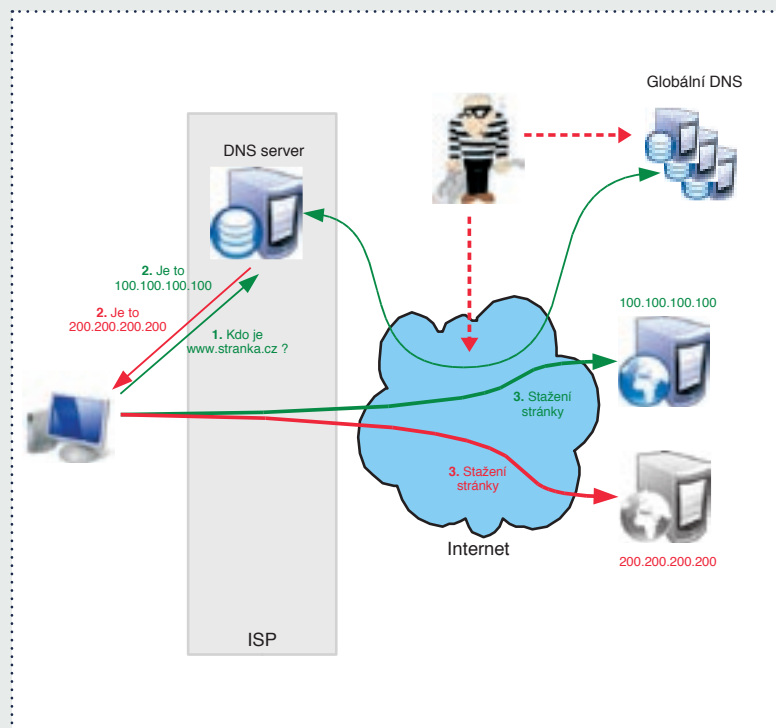 Globální DNS
DNS server
2. Je to
100.100.100.100
2. Je to
200.200.200.200
1. Kdo je
www.stranka.cz ?
100.100.100.100
3. Stažení
stránky
3. Stažení
stránky
Internet
200.200.200.200
ISP